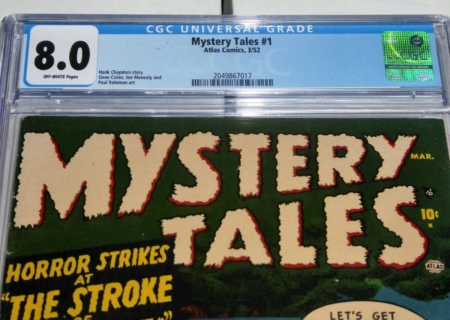 CGC UNIVERSAL GRADE
8.0
OFF-WHITE Pages
Mystery Tales #1
Atlas Comics, 3/52
2049867017
Hank Chapman story
Gene Colan, Joe Maneely and
Paul Reinman art
MYSTERY
TALES
MAR.
10¢
ATLAS
HORROR STRIKES
AT
"THE STROKE
OF
LET'S GET